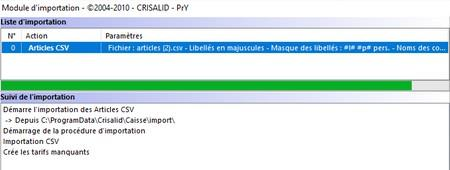 Module d'importation - ©2004-2010 - CRISALID - PrY
Liste d'importation
N° Action Paramètres
0 Articles CSV Fichier : articles (2).csv - Libellés en majuscules - Masque des libellés : #l# #p# pers. - Noms des co...
Suivi de l'importation
Démarre l'importation des Articles CSV
-> Depuis C:\ProgramData\Crisalid\Caisse\import\
Démarrage de la procédure d'importation
Importation CSV
Crée les tarifs manquants